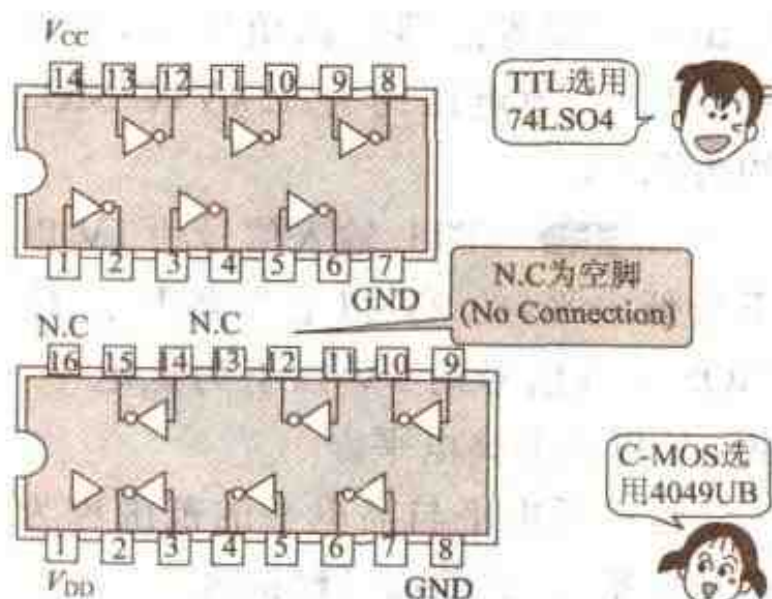 VCC
14 13 12 11 10 9 8
TTL选用
74LSO4
1 2 3 4 5 6 7
GND
N.C为空脚
(No Connection)
N.C N.C
16 15 14 13 12 11 10 9
C-MOS选
用4049UB
1 2 3 4 5 6 7 8
VDD GND